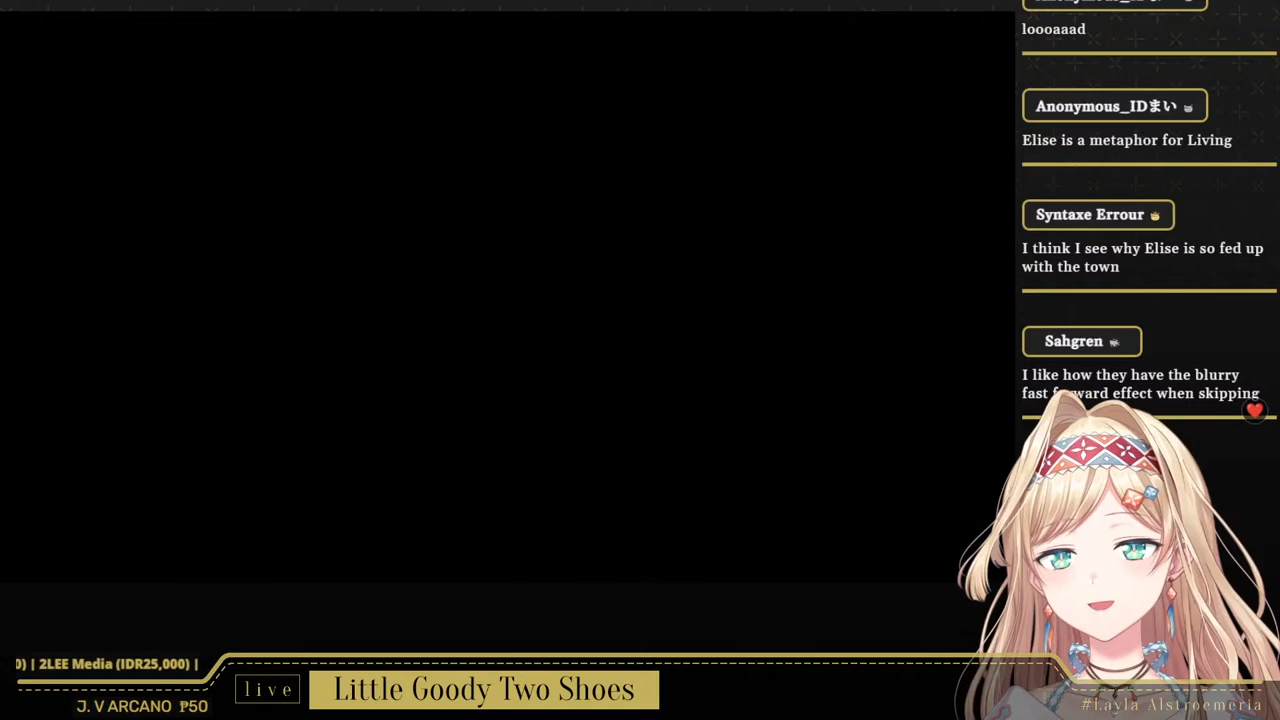 loooaaad
Anonymous_IDまい
Elise is a metaphor for Living
Syntaxe Errour
I think I see why Elise is so fed up
with the town
Sahgren
I like how they have the blurry
fast forward effect when skipping
) | 2LEE Media (IDR25,000) |
J. V ARCANO ₱50
live
Little Goody Two Shoes
#Layla Alstroemeria